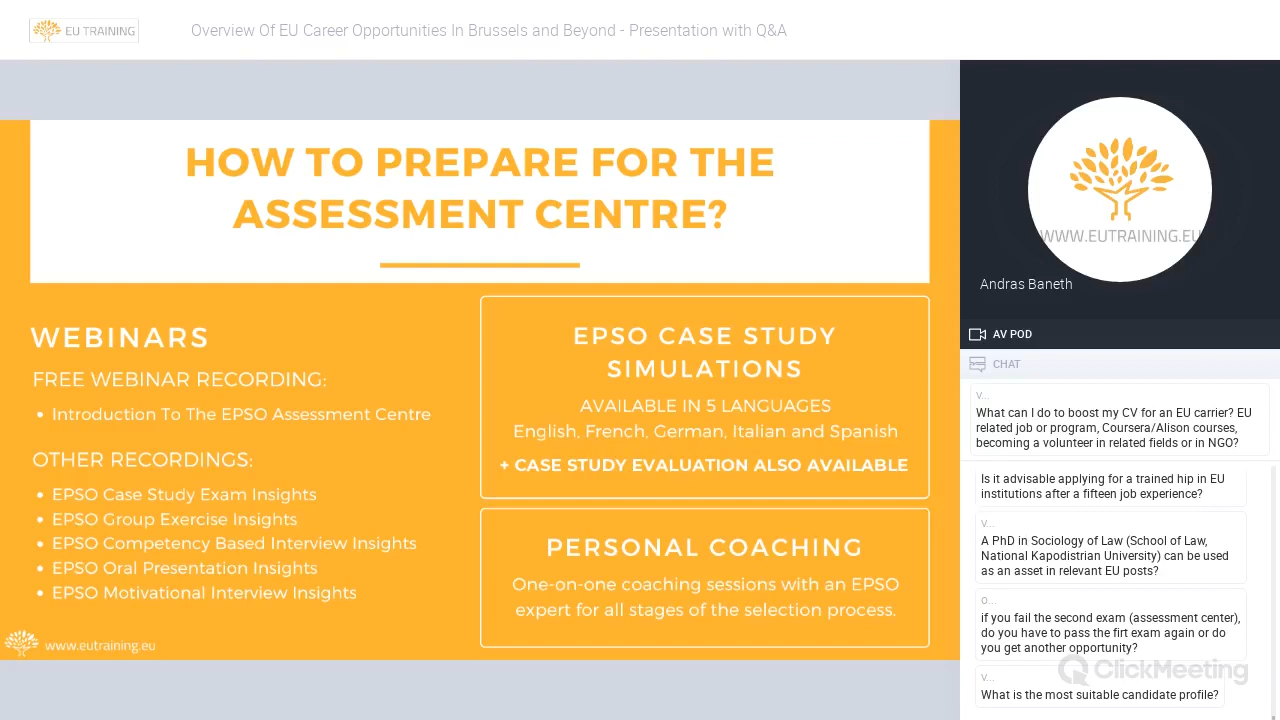 EU TRAINING
Overview Of EU Career Opportunities In Brussels and Beyond - Presentation with Q&A
HOW TO PREPARE FOR THE
ASSESSMENT CENTRE?
WEBINARS
FREE WEBINAR RECORDING:
• Introduction To The EPSO Assessment Centre
OTHER RECORDINGS:
• EPSO Case Study Exam Insights
• EPSO Group Exercise Insights
• EPSO Competency Based Interview Insights
• EPSO Oral Presentation Insights
• EPSO Motivational Interview Insights
www.eutraining.eu
EPSO CASE STUDY
SIMULATIONS
AVAILABLE IN 5 LANGUAGES
English, French, German, Italian and Spanish
+ CASE STUDY EVALUATION ALSO AVAILABLE
PERSONAL COACHING
One-on-one coaching sessions with an EPSO
expert for all stages of the selection process.
WWW.EUTRAINING.EU
Andras Baneth
AV POD
CHAT
V...
What can I do to boost my CV for an EU carrier? EU
related job or program, Coursera/Alison courses,
becoming a volunteer in related fields or in NGO?
Is it advisable applying for a trained hip in EU
institutions after a fifteen job experience?
V...
A PhD in Sociology of Law (School of Law,
National Kapodistrian University) can be used
as an asset in relevant EU posts?
O...
if you fail the second exam (assessment center),
do you have to pass the firt exam again or do
you get another opportunity?
ClickMeeting
V...
What is the most suitable candidate profile?